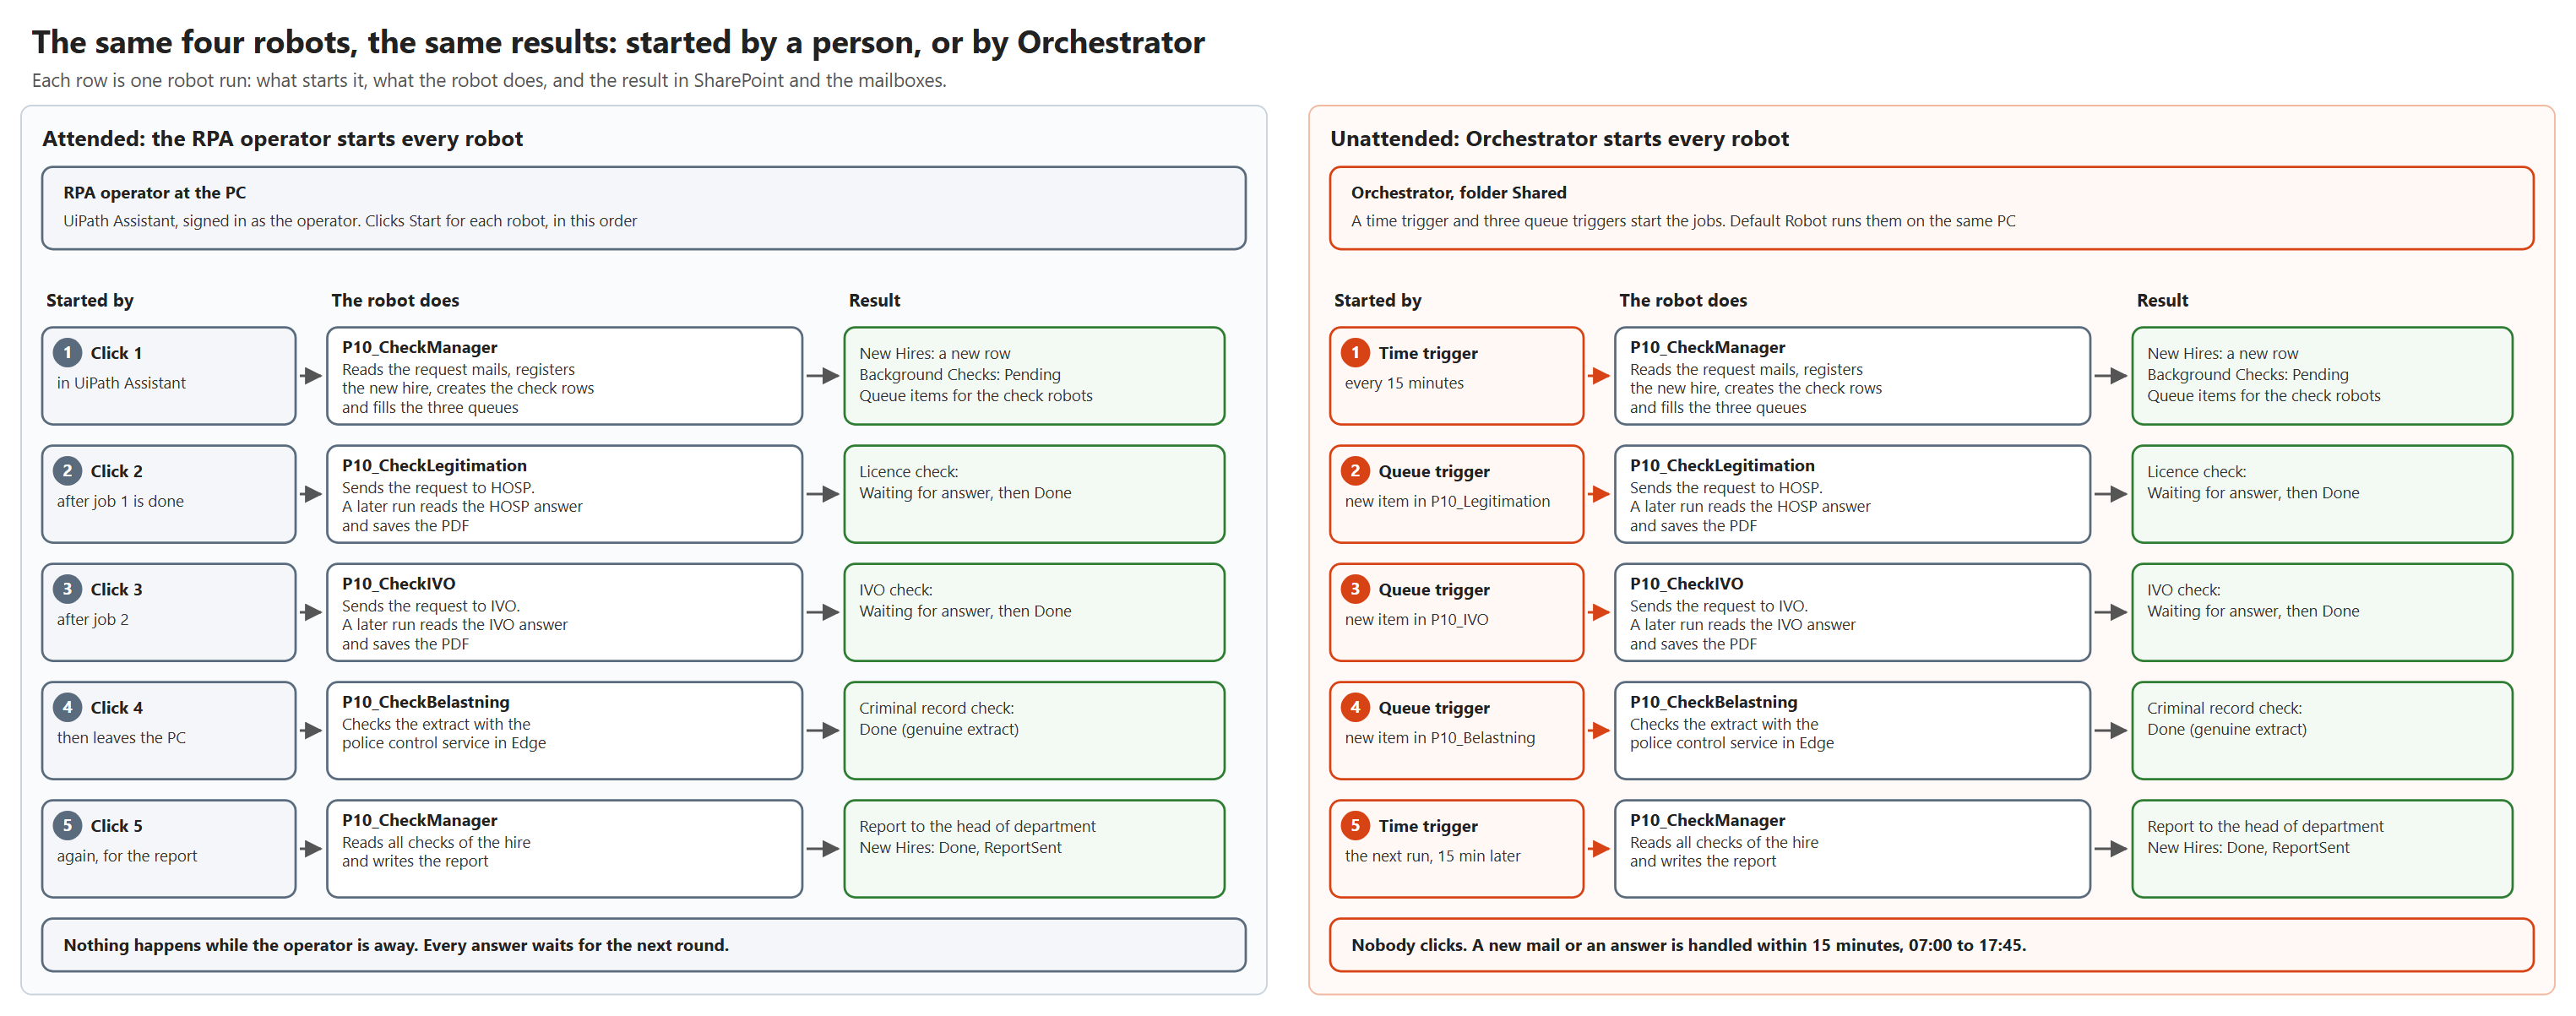 The same four robots, the same results: started by a person, or by Orchestrator
Each row is one robot run: what starts it, what the robot does, and the result in SharePoint and the mailboxes.
Attended: the RPA operator starts every robot
RPA operator at the PC
UiPath Assistant, signed in as the operator. Clicks Start for each robot, in this order
Started by
The robot does
Result
1 Click 1
in UiPath Assistant
P10_CheckManager
Reads the request mails, registers
the new hire, creates the check rows
and fills the three queues
New Hires: a new row
Background Checks: Pending
Queue items for the check robots
2 Click 2
after job 1 is done
P10_CheckLegitimation
Sends the request to HOSP.
A later run reads the HOSP answer
and saves the PDF
Licence check:
Waiting for answer, then Done
3 Click 3
after job 2
P10_CheckIVO
Sends the request to IVO.
A later run reads the IVO answer
and saves the PDF
IVO check:
Waiting for answer, then Done
4 Click 4
then leaves the PC
P10_CheckBelastning
Checks the extract with the
police control service in Edge
Criminal record check:
Done (genuine extract)
5 Click 5
again, for the report
P10_CheckManager
Reads all checks of the hire
and writes the report
Report to the head of department
New Hires: Done, ReportSent
Nothing happens while the operator is away. Every answer waits for the next round.
Unattended: Orchestrator starts every robot
Orchestrator, folder Shared
A time trigger and three queue triggers start the jobs. Default Robot runs them on the same PC
Started by
The robot does
Result
1 Time trigger
every 15 minutes
P10_CheckManager
Reads the request mails, registers
the new hire, creates the check rows
and fills the three queues
New Hires: a new row
Background Checks: Pending
Queue items for the check robots
2 Queue trigger
new item in P10_Legitimation
P10_CheckLegitimation
Sends the request to HOSP.
A later run reads the HOSP answer
and saves the PDF
Licence check:
Waiting for answer, then Done
3 Queue trigger
new item in P10_IVO
P10_CheckIVO
Sends the request to IVO.
A later run reads the IVO answer
and saves the PDF
IVO check:
Waiting for answer, then Done
4 Queue trigger
new item in P10_Belastning
P10_CheckBelastning
Checks the extract with the
police control service in Edge
Criminal record check:
Done (genuine extract)
5 Time trigger
the next run, 15 min later
P10_CheckManager
Reads all checks of the hire
and writes the report
Report to the head of department
New Hires: Done, ReportSent
Nobody clicks. A new mail or an answer is handled within 15 minutes, 07:00 to 17:45.